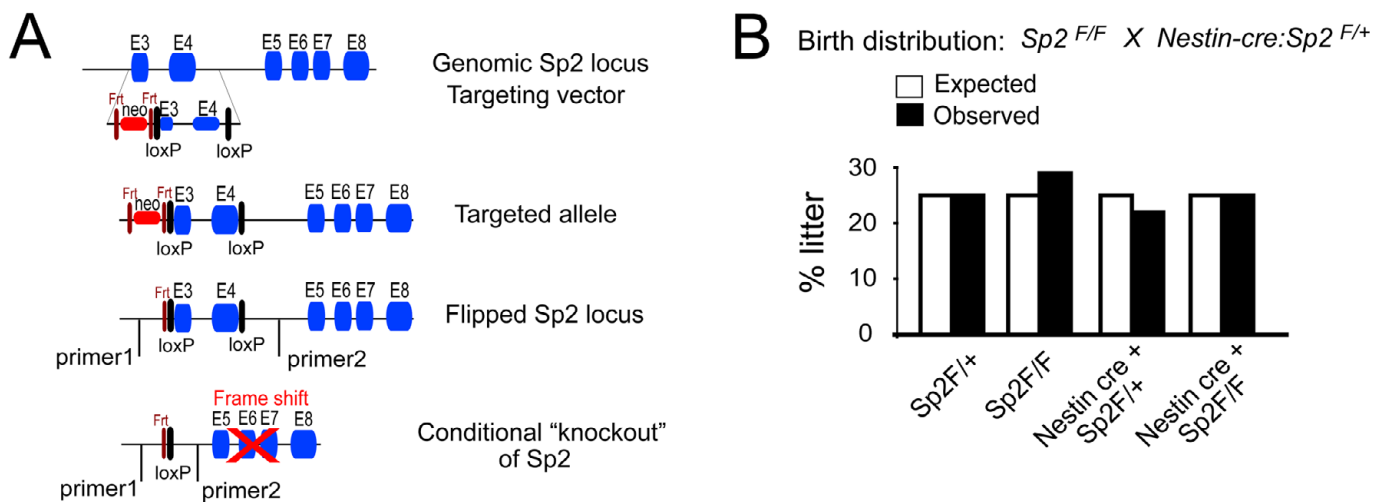 A
E3 E4 E5 E6 E7 E8
Genomic Sp2 locus
Frt neo Frt E3 E4
Targeting vector
loxP loxP
Frt neo Frt E3 E4 E5 E6 E7 E8
Targeted allele
loxP loxP
Frt E3 E4 E5 E6 E7 E8
Flipped Sp2 locus
primer1 loxP loxP primer2
Frame shift
Frt E5 E6 E7 E8
Conditional "knockout"
of Sp2
primer1 loxP primer2
B Birth distribution: Sp2 F/F X Nestin-cre:Sp2 F/+
Expected
Observed
% litter
30
20
10
0
Sp2F/+
Sp2F/F
Nestin cre +
Sp2F/+
Nestin cre +
Sp2F/F